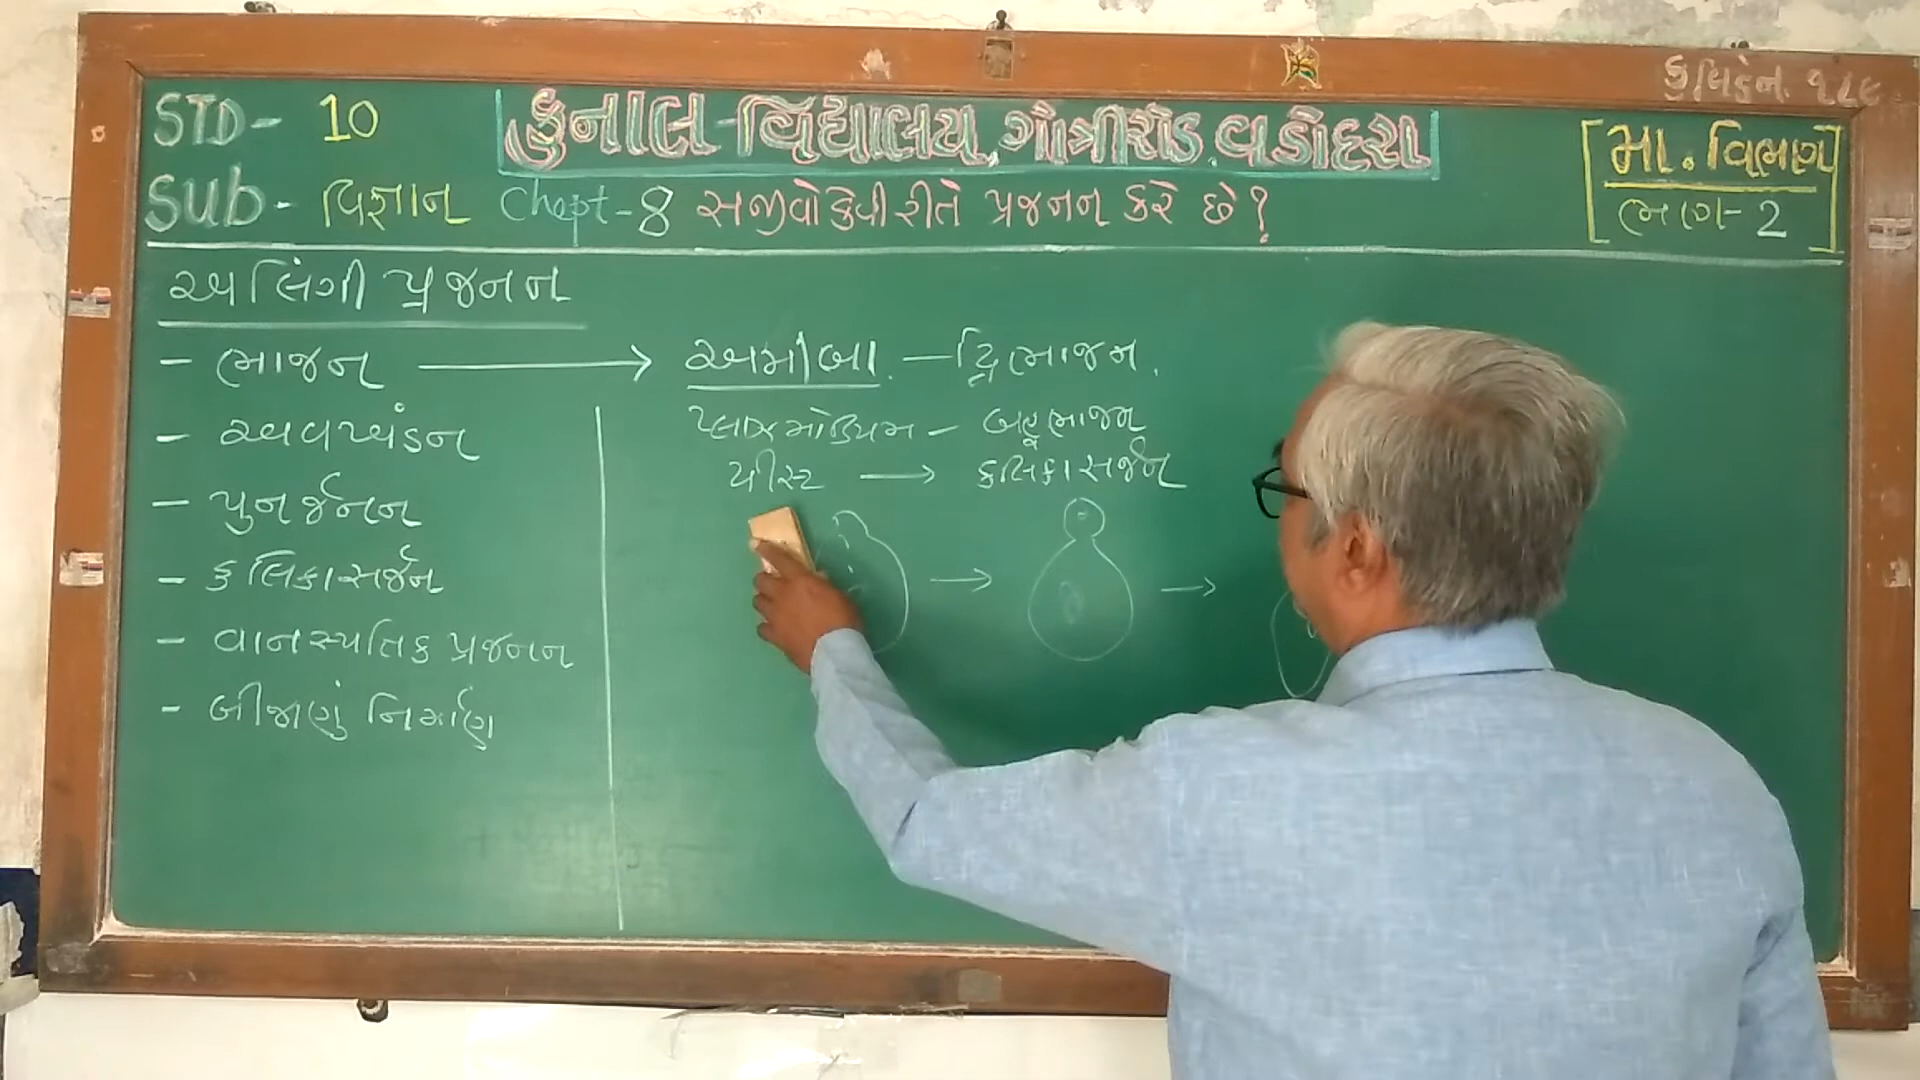 STD- 10 કુનાલ વિદ્યાલય, ગોત્રીરોડ, વડોદરા
SUB- વિજ્ઞાન Chapt-8 સજીવો કેવી રીતે પ્રજનન કરે છે?
[મા. વિભાગ
ભાગ-2]
અલિંગી પ્રજનન
- ભાજન → અમીબા - દ્વિભાજન.
- અવખંડન
- પુનર્જનન
- કલિકાસર્જન
- વાનસ્પતિક પ્રજનન
- બીજાણું નિર્માણ
પ્લાઝમોડિયમ - બહુભાજન
યીસ્ટ → કલિકાસર્જન